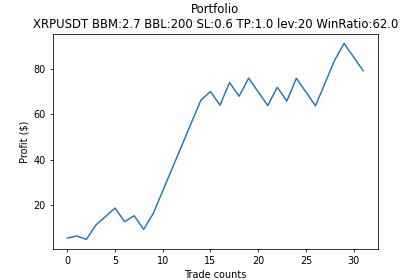 Portfolio
XRPUSDT BBM:2.7 BBL:200 SL:0.6 TP:1.0 lev:20 WinRatio:62.0
80
60
40
20
Profit ($)
0 5 10 15 20 25 30
Trade counts